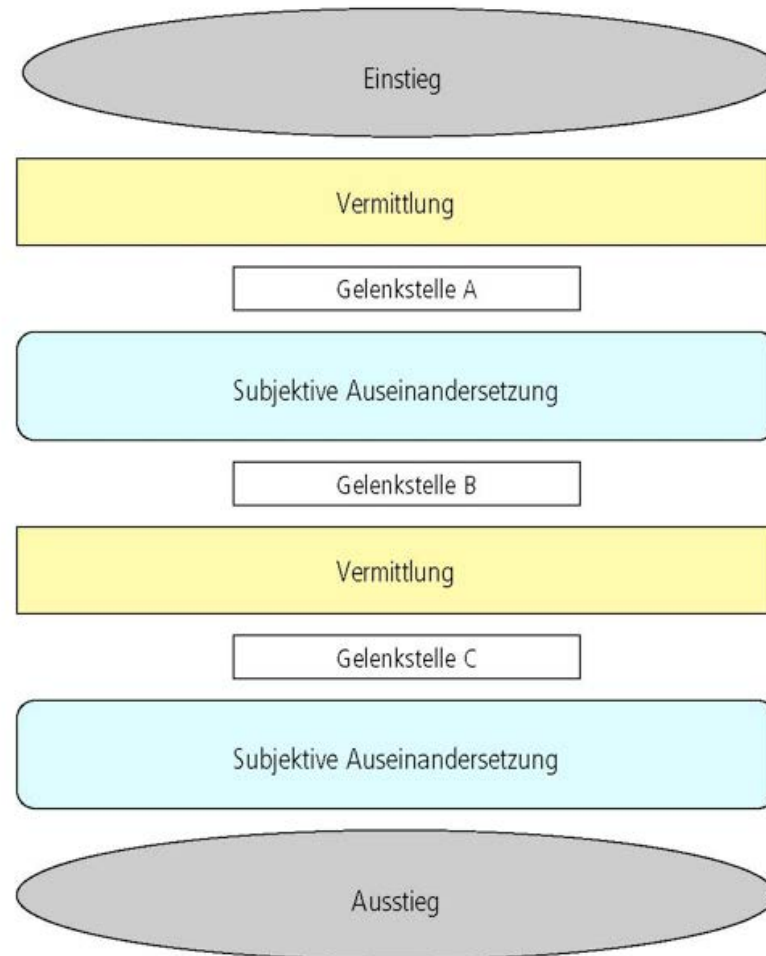 Einstieg
Vermittlung
Gelenkstelle A
Subjektive Auseinandersetzung
Gelenkstelle B
Vermittlung
Gelenkstelle C
Subjektive Auseinandersetzung
Ausstieg